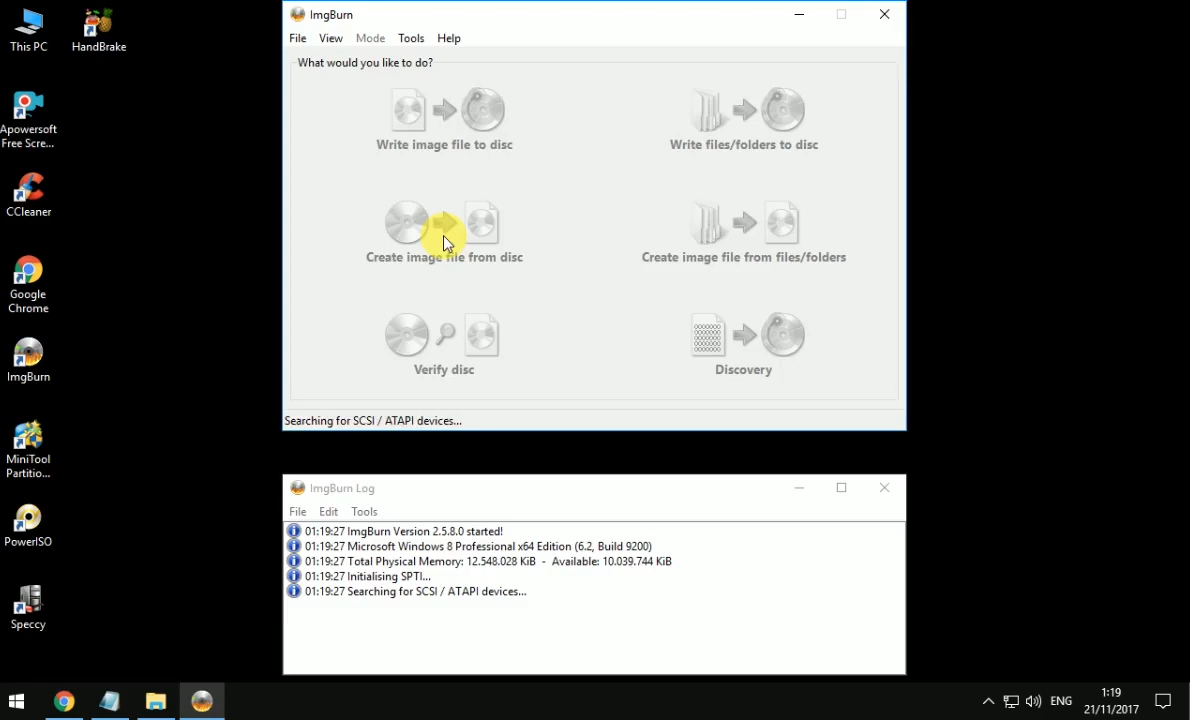 This PC
HandBrake
Apowersoft
Free Scre...
CCleaner
Google
Chrome
ImgBurn
MiniTool
Partitio...
PowerISO
Speccy
ImgBurn
File View Mode Tools Help
What would you like to do?
Write image file to disc
Write files/folders to disc
Create image file from disc
Create image file from files/folders
Verify disc
Discovery
Searching for SCSI / ATAPI devices...
ImgBurn Log
File Edit Tools
01:19:27 ImgBurn Version 2.5.8.0 started!
01:19:27 Microsoft Windows 8 Professional x64 Edition (6.2, Build 9200)
01:19:27 Total Physical Memory: 12.548.028 KiB - Available: 10.039.744 KiB
01:19:27 Initialising SPTI...
01:19:27 Searching for SCSI / ATAPI devices...
ENG
1:19
21/11/2017